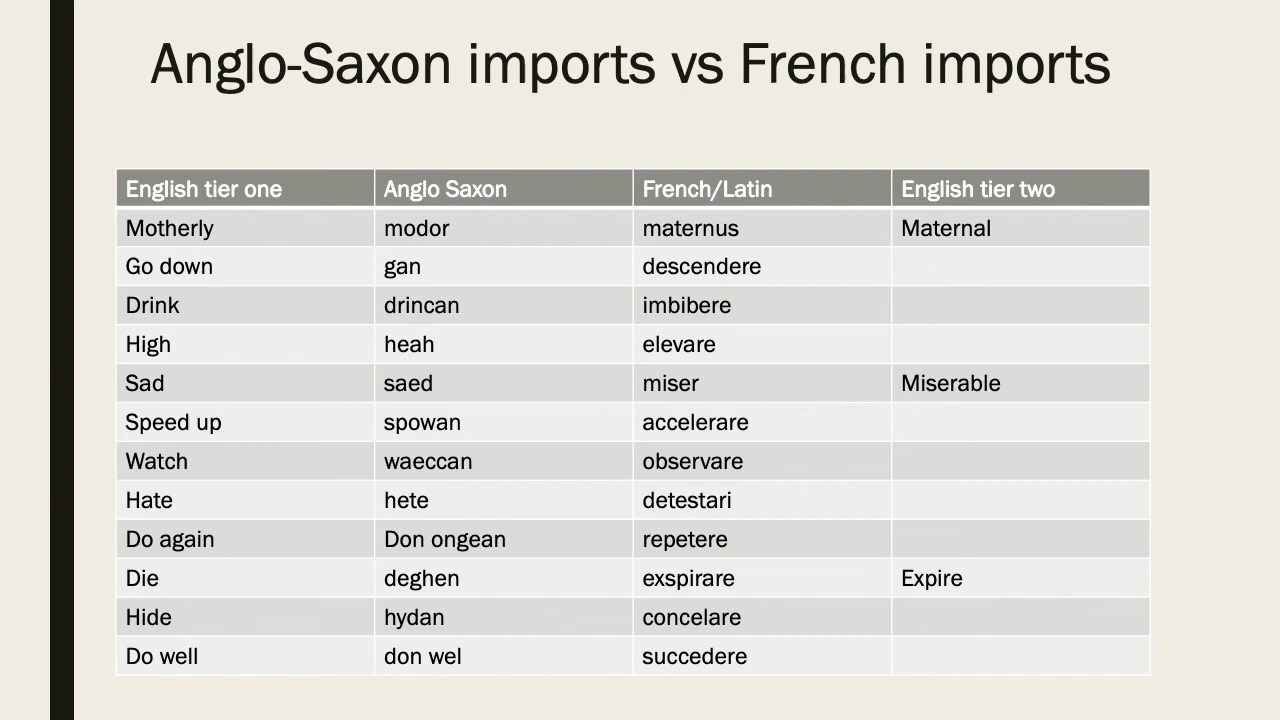 Anglo-Saxon imports vs French imports
English tier one Anglo Saxon French/Latin English tier two
Motherly modor maternus Maternal
Go down gan descendere
Drink drincan imbibere
High heah elevare
Sad saed miser Miserable
Speed up spowan accelerare
Watch waeccan observare
Hate hete detestari
Do again Don ongean repetere
Die deghen exspirare Expire
Hide hydan concelare
Do well don wel succedere